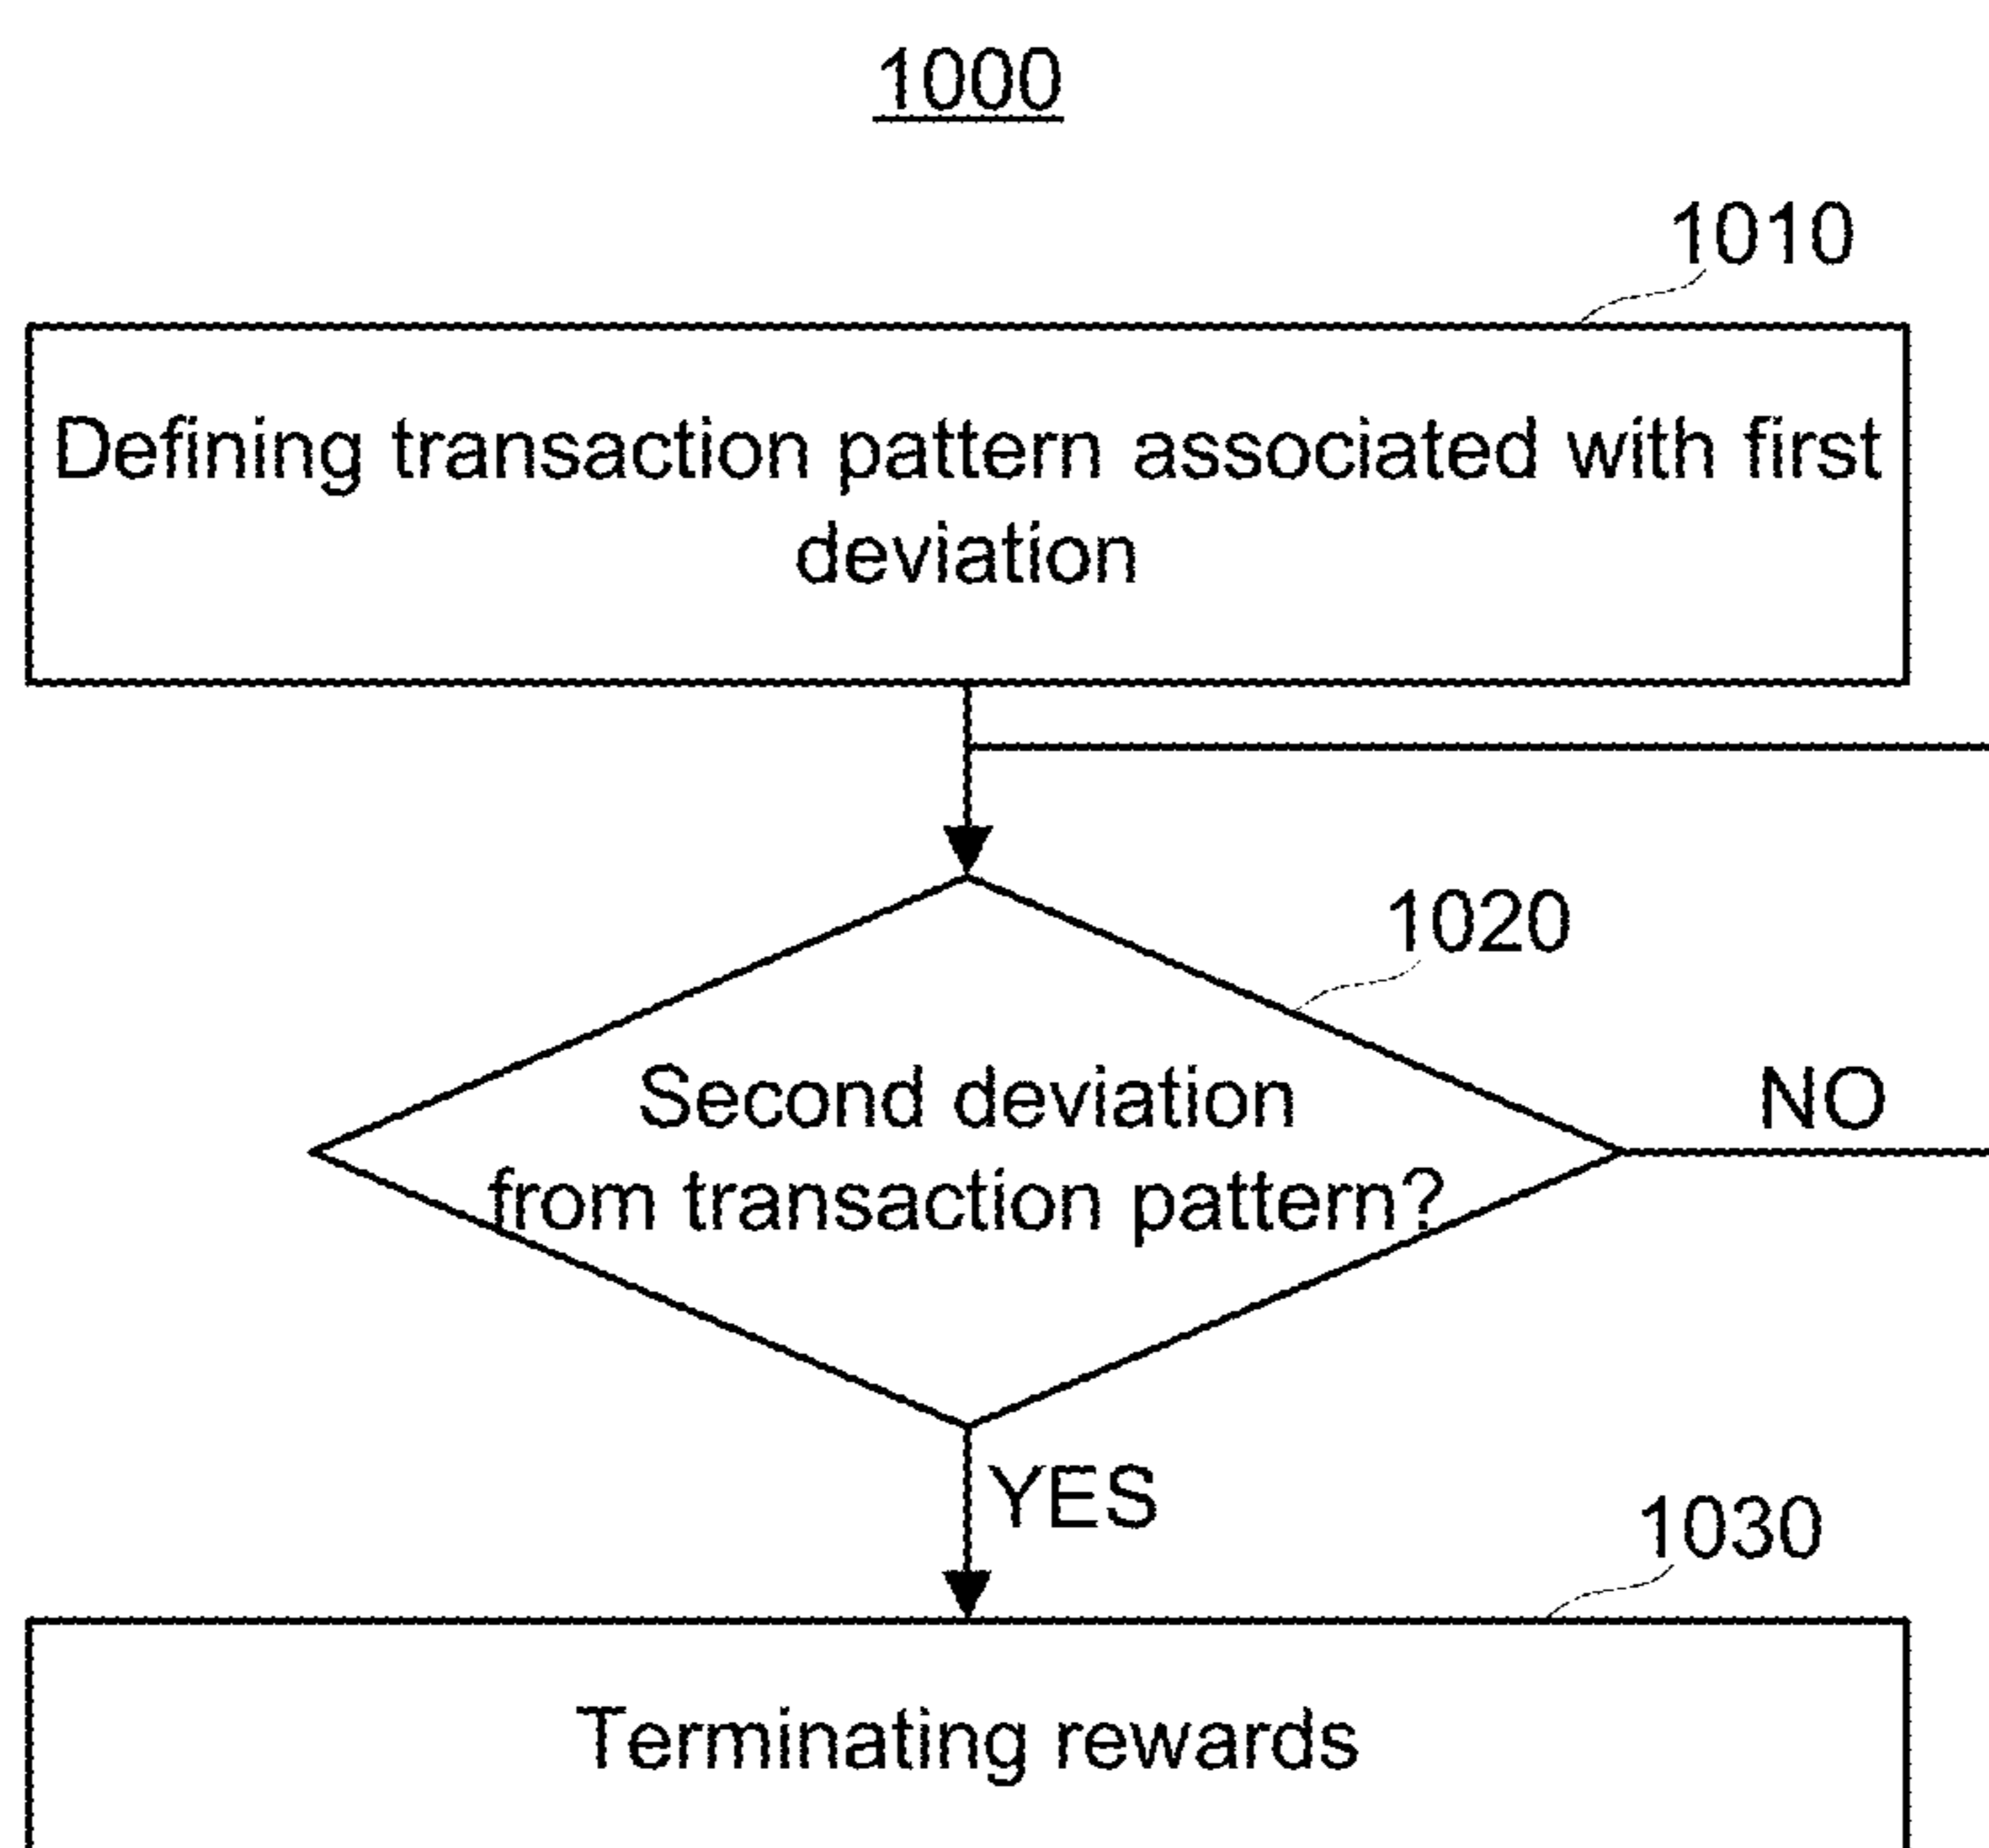 1000
1010
Defining transaction pattern associated with first
deviation
1020
Second deviation
from transaction pattern?
NO
YES
1030
Terminating rewards